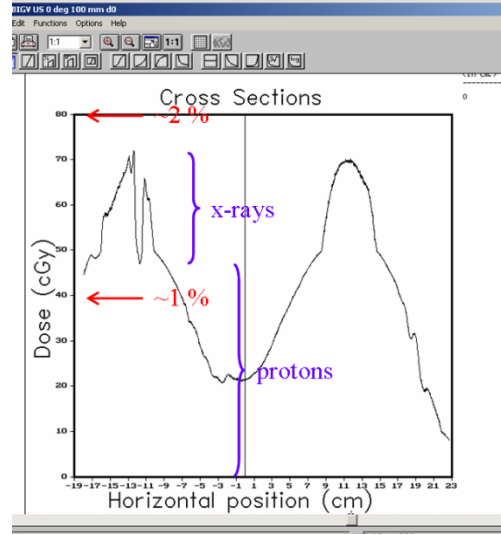 BIGY US 0 deg 100 mm d0
Edit Functions Options Help
1:1 1:1
Cross Sections
0
80
~2 %
70
x-rays
60
50
40
~1 %
30
protons
20
10
0
Dose (cGy)
-19 -17 -15 -13 -11 -9 -7 -5 -3 -1 1 3 5 7 9 11 13 15 17 19 21 23
Horizontal position (cm)